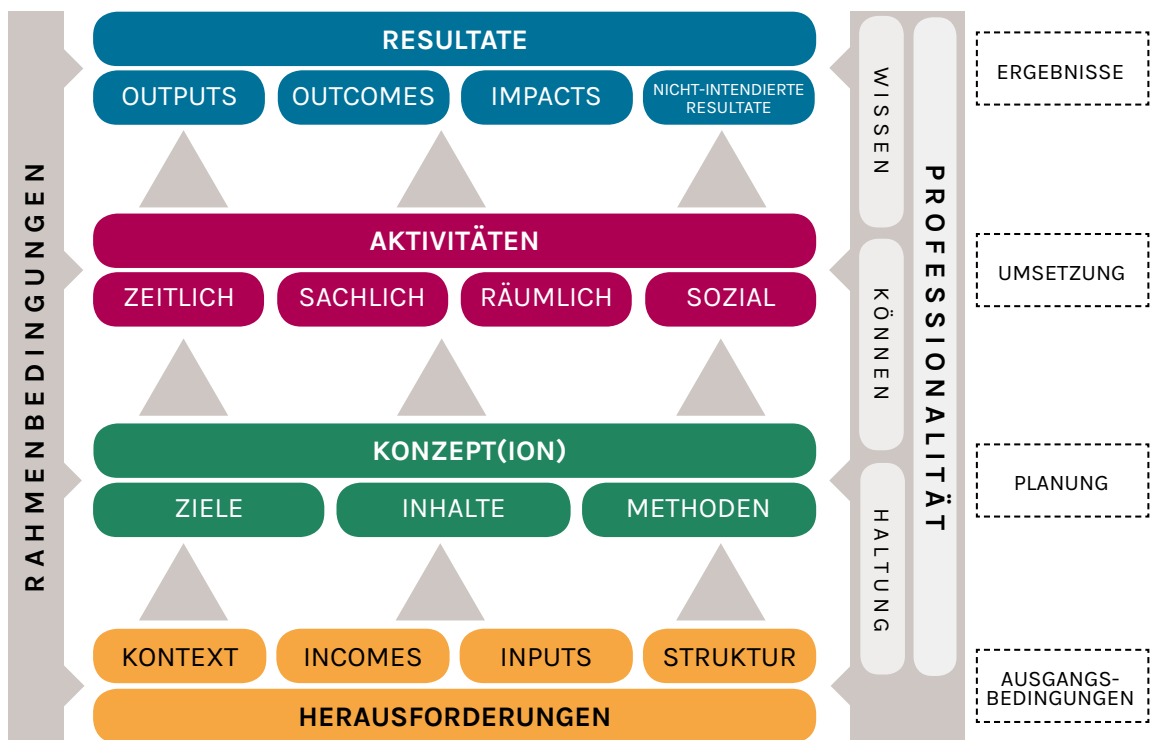 RAHMENBEDINGUNGEN
RESULTATE
OUTPUTS
OUTCOMES
IMPACTS
NICHT-INTENDIERTE
RESULTATE
AKTIVITÄTEN
ZEITLICH
SACHLICH
RÄUMLICH
SOZIAL
KONZEPT(ION)
ZIELE
INHALTE
METHODEN
KONTEXT
INCOMES
INPUTS
STRUKTUR
HERAUSFORDERUNGEN
WISSEN
KÖNNEN
HALTUNG
PROFESSIONALITÄT
ERGEBNISSE
UMSETZUNG
PLANUNG
AUSGANGS-
BEDINGUNGEN